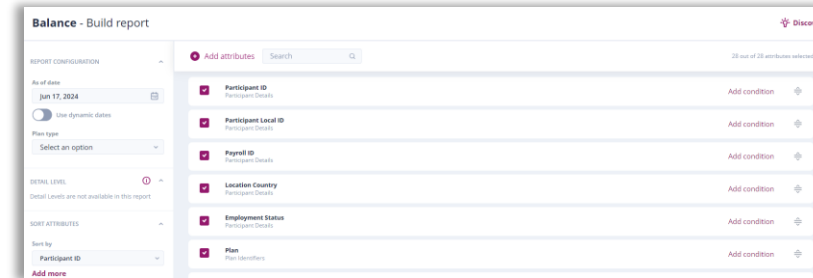 Balance - Build report
Disco
REPORT CONFIGURATION
As of date
Jun 17, 2024
Use dynamic dates
Plan type
Select an option
DETAIL LEVEL
Detail Levels are not available in this report
SORT ATTRIBUTES
Sort by
Participant ID
Add more
Add attributes
Search
28 out of 28 attributes selected
Participant ID
Participant Details
Add condition
Participant Local ID
Participant Details
Add condition
Payroll ID
Participant Details
Add condition
Location Country
Participant Details
Add condition
Employment Status
Participant Details
Add condition
Plan
Plan Identifiers
Add condition